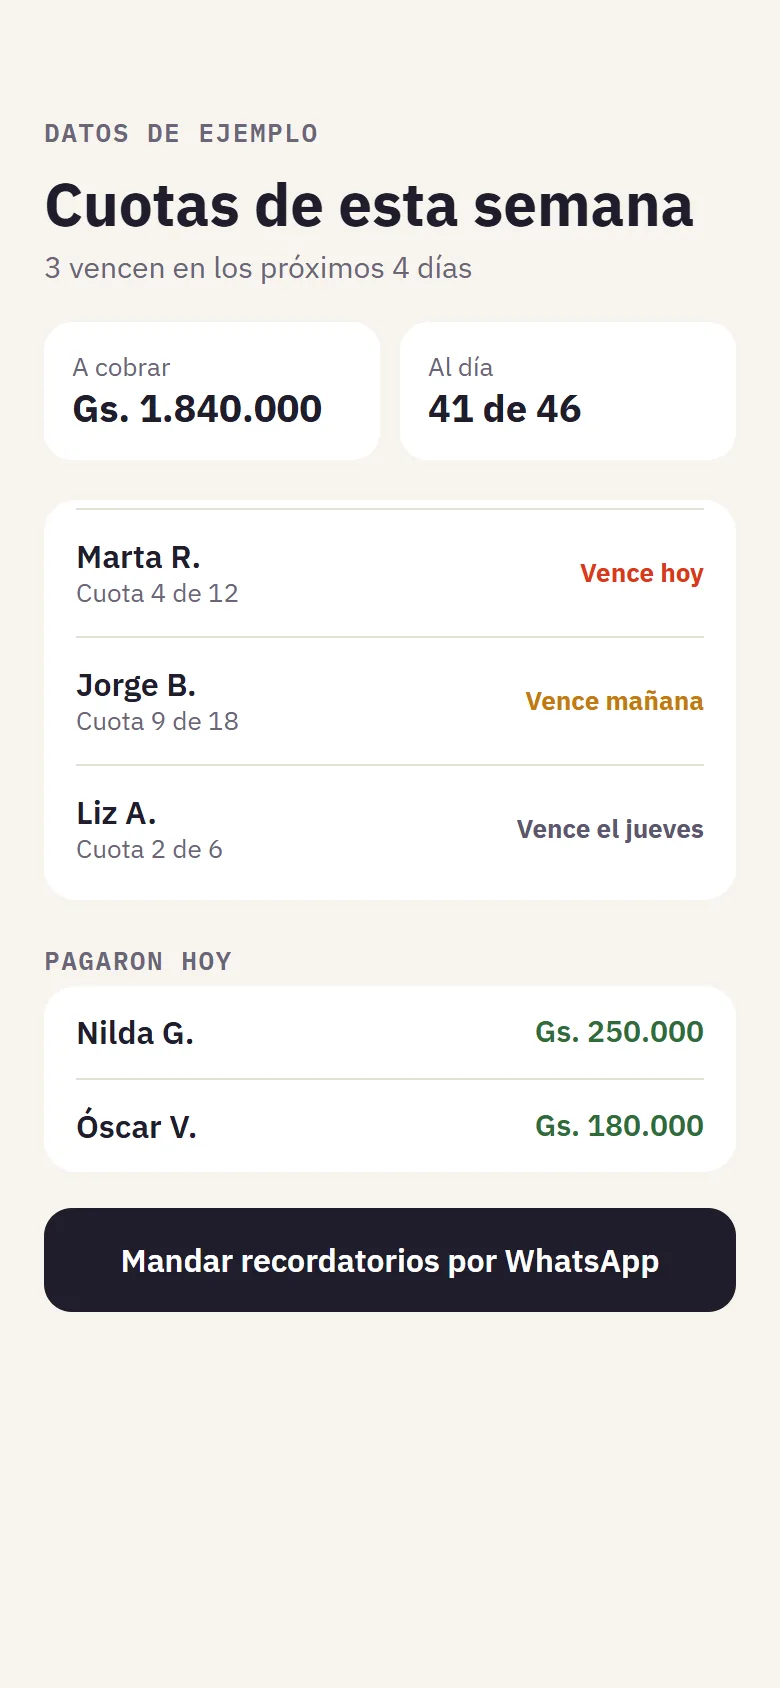 DATOS DE EJEMPLO
Cuotas de esta semana
3 vencen en los próximos 4 días
A cobrar
Gs. 1.840.000
Al día
41 de 46
Marta R.
Cuota 4 de 12
Vence hoy
Jorge B.
Cuota 9 de 18
Vence mañana
Liz A.
Cuota 2 de 6
Vence el jueves
PAGARON HOY
Nilda G.
Gs. 250.000
Óscar V.
Gs. 180.000
Mandar recordatorios por WhatsApp